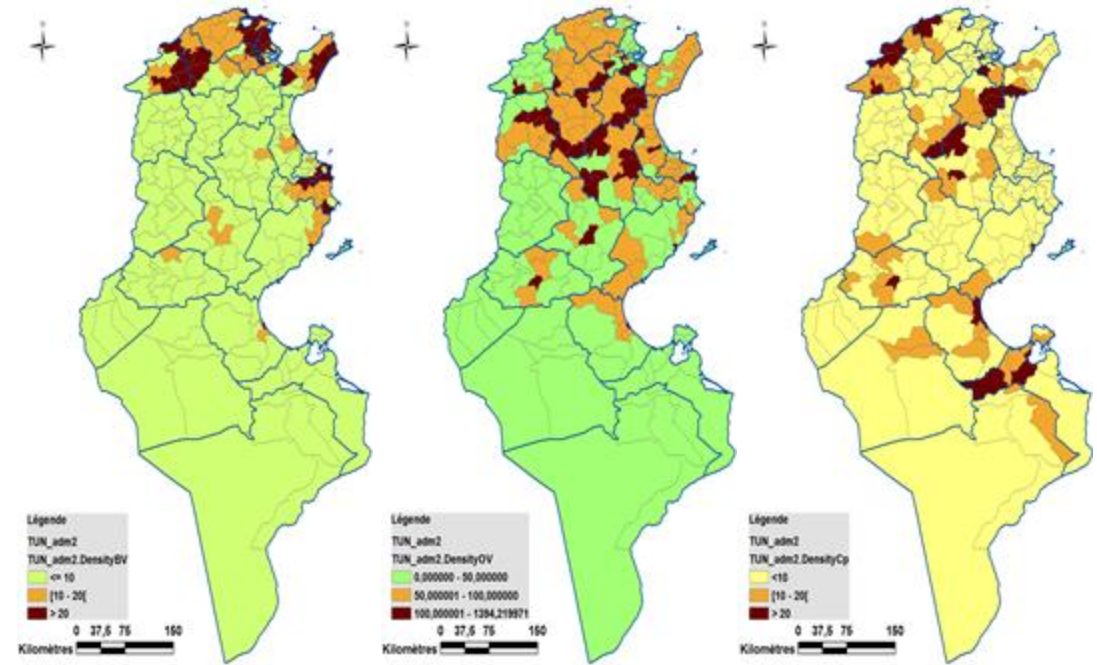 Légende
TUN_adm2
TUN_adm2.DensityBV
<= 10
[10 - 20[
> 20
0 37,5 75 150
Kilomètres
Légende
TUN_adm2
TUN_adm2.DensityOV
0,000000 - 50,000000
50,000001 - 100,000000
100,000001 - 1394,219971
0 37,5 75 150
Kilomètres
Légende
TUN_adm2
TUN_adm2.DensityCp
<10
[10 - 20[
> 20
0 37,5 75 150
Kilomètres